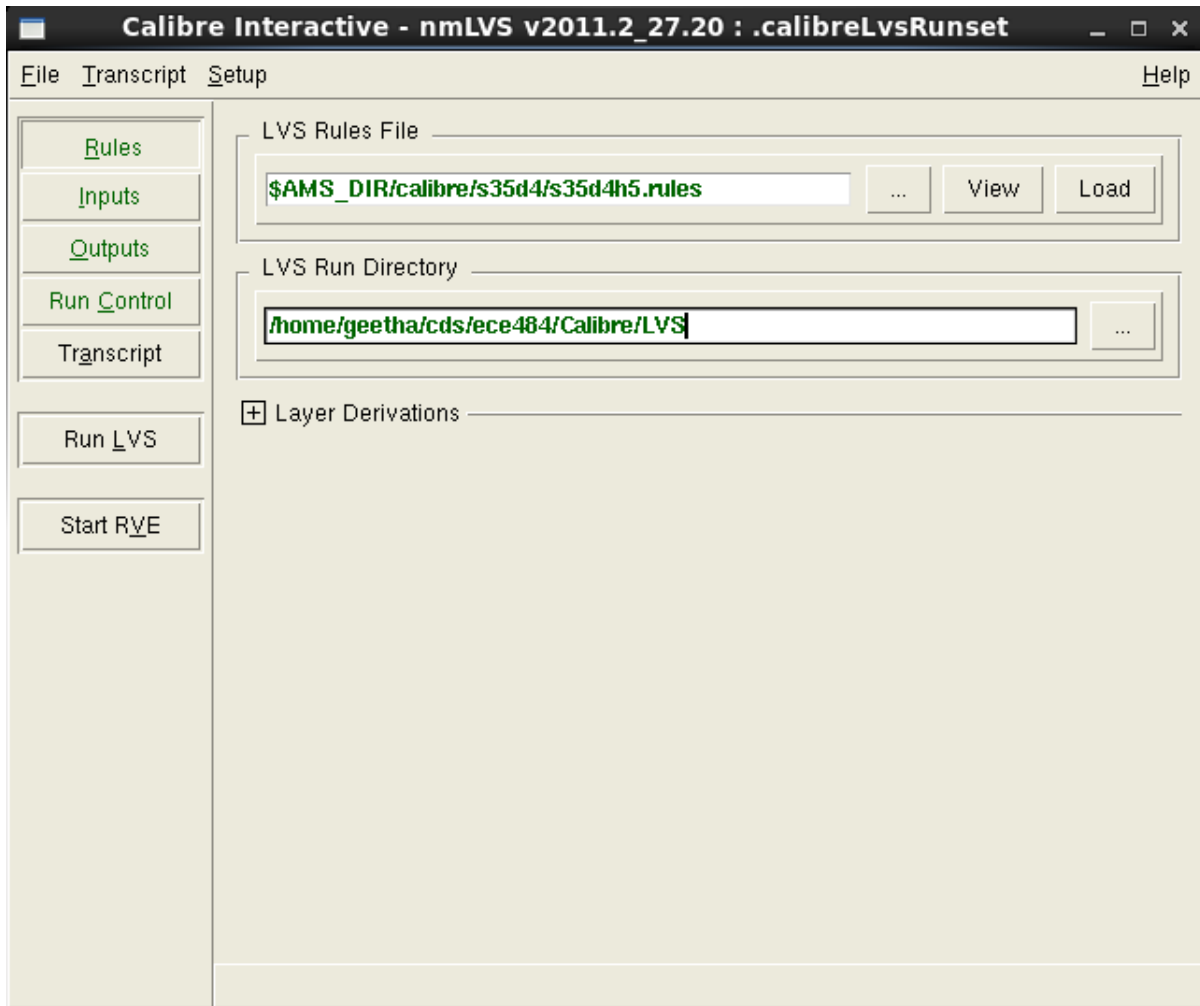 Calibre Interactive - nmLVS v2011.2_27.20 : .calibreLvsRunset
File Transcript Setup Help
Rules
Inputs
Outputs
Run Control
Transcript
Run LVS
Start RVE
LVS Rules File
$AMS_DIR/calibre/s35d4/s35d4h5.rules ... View Load
LVS Run Directory
/home/geetha/cds/ece484/Calibre/LVS ...
+ Layer Derivations